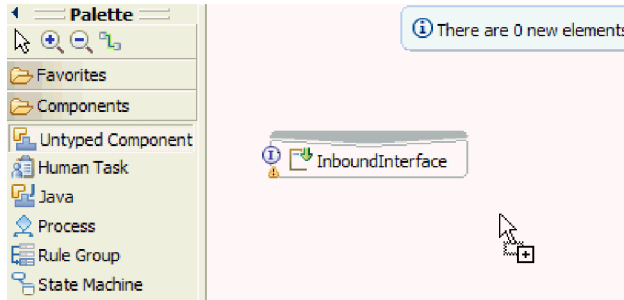 Palette
There are 0 new elements
Favorites
Components
Untyped Component
Human Task
InboundInterface
Java
Process
Rule Group
State Machine